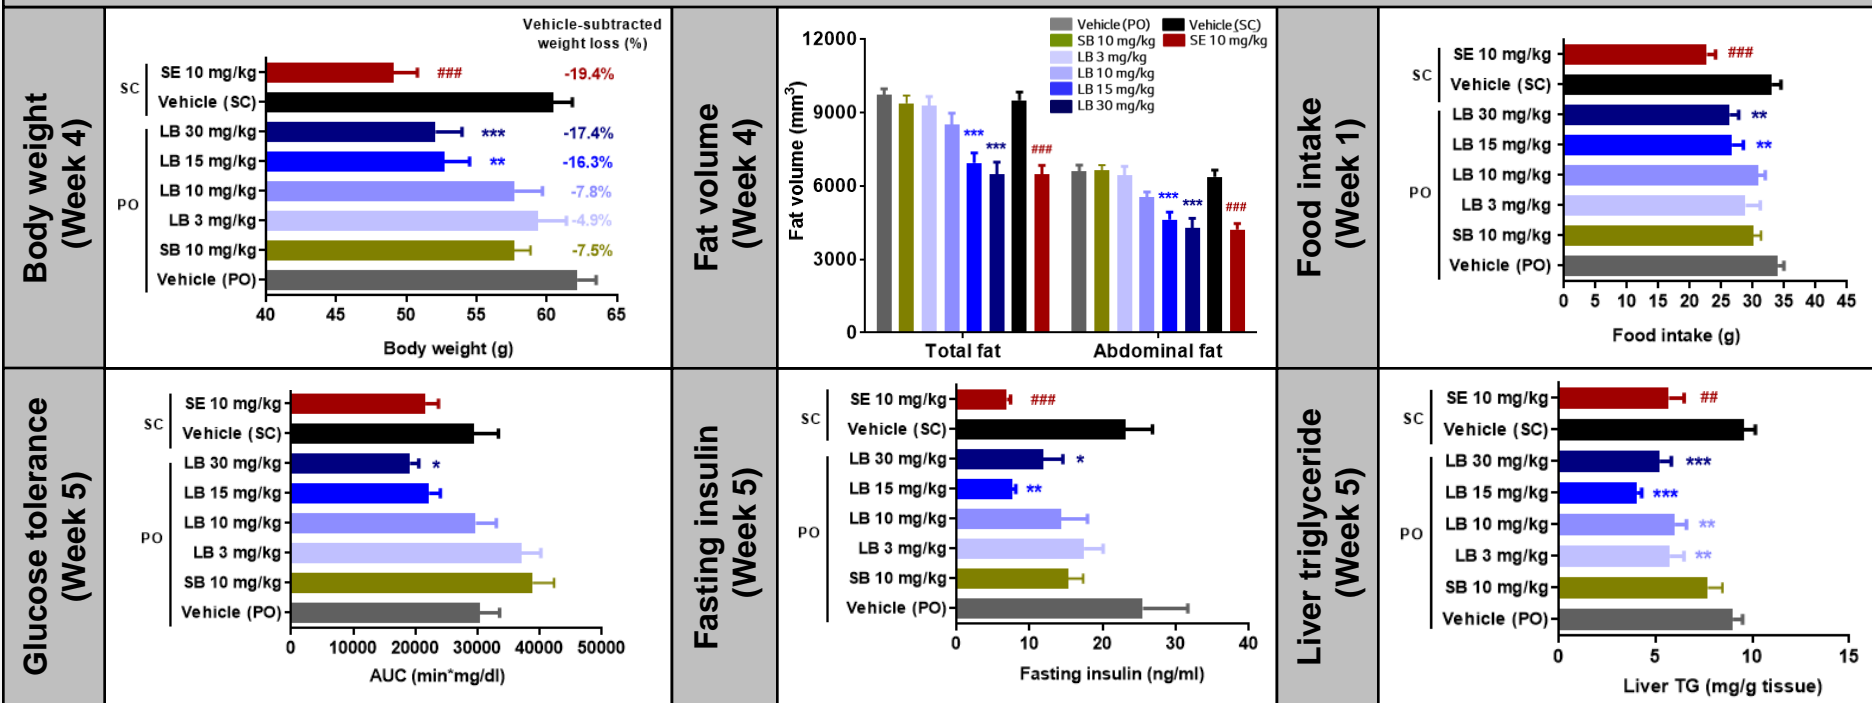 Body weight
(Week 4)
Vehicle-subtracted
weight loss (%)
SC
SE 10 mg/kg
###
-19.4%
Vehicle (SC)
PO
LB 30 mg/kg
***
-17.4%
LB 15 mg/kg
**
-16.3%
LB 10 mg/kg
-7.8%
LB 3 mg/kg
-4.9%
SB 10 mg/kg
-7.5%
Vehicle (PO)
40 45 50 55 60 65
Body weight (g)
Fat volume
(Week 4)
Vehicle (PO) Vehicle (SC)
SB 10 mg/kg SE 10 mg/kg
LB 3 mg/kg
LB 10 mg/kg
LB 15 mg/kg
LB 30 mg/kg
Fat volume (mm³)
12000
9000
6000
3000
0
*** *** ###
*** *** ###
Total fat Abdominal fat
Food intake
(Week 1)
SC
SE 10 mg/kg ###
Vehicle (SC)
PO
LB 30 mg/kg **
LB 15 mg/kg **
LB 10 mg/kg
LB 3 mg/kg
SB 10 mg/kg
Vehicle (PO)
0 5 10 15 20 25 30 35 40 45
Food intake (g)
Glucose tolerance
(Week 5)
SC
SE 10 mg/kg
Vehicle (SC)
PO
LB 30 mg/kg *
LB 15 mg/kg
LB 10 mg/kg
LB 3 mg/kg
SB 10 mg/kg
Vehicle (PO)
0 10000 20000 30000 40000 50000
AUC (min*mg/dl)
Fasting insulin
(Week 5)
SC
SE 10 mg/kg ###
Vehicle (SC)
PO
LB 30 mg/kg *
LB 15 mg/kg **
LB 10 mg/kg
LB 3 mg/kg
SB 10 mg/kg
Vehicle (PO)
0 10 20 30 40
Fasting insulin (ng/ml)
Liver triglyceride
(Week 5)
SC
SE 10 mg/kg ##
Vehicle (SC)
PO
LB 30 mg/kg ***
LB 15 mg/kg ***
LB 10 mg/kg **
LB 3 mg/kg **
SB 10 mg/kg
Vehicle (PO)
0 5 10 15
Liver TG (mg/g tissue)